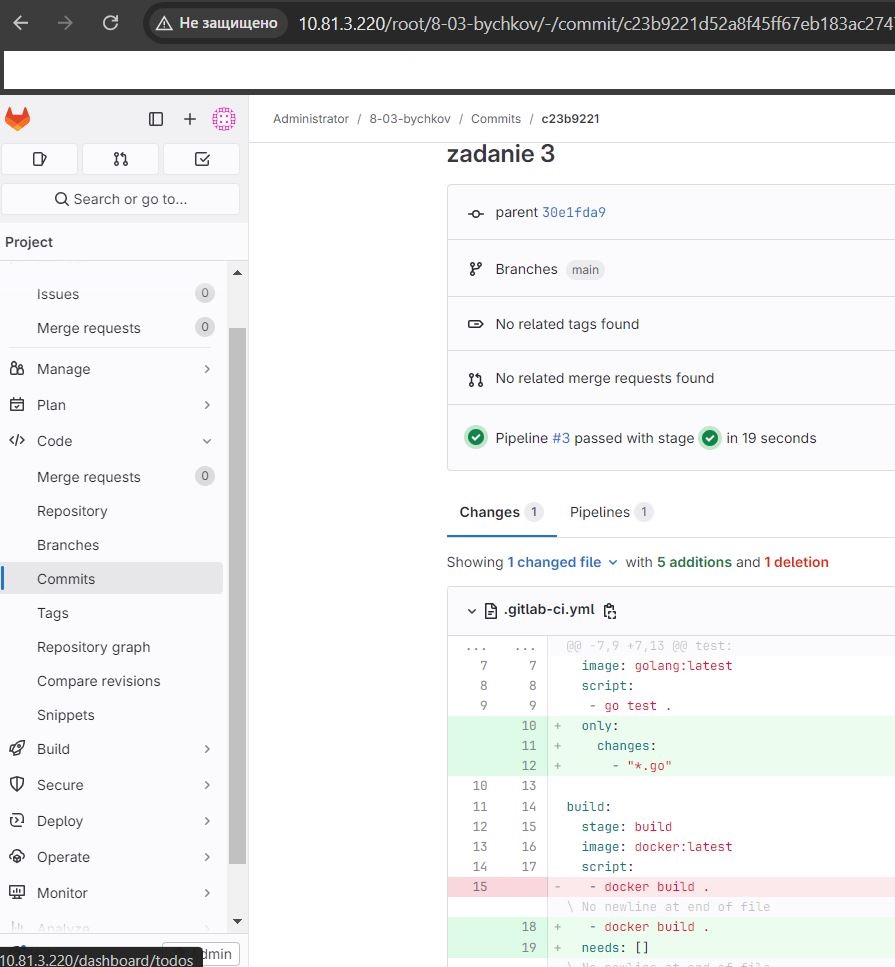 Не защищено 10.81.3.220/root/8-03-bychkov/-/commit/c23b9221d52a8f45ff67eb183ac2747
Administrator / 8-03-bychkov / Commits / c23b9221
Search or go to...
Project
Issues 0
Merge requests 0
Manage
Plan
Code
Merge requests 0
Repository
Branches
Commits
Tags
Repository graph
Compare revisions
Snippets
Build
Secure
Deploy
Operate
Monitor
Analyze
10.81.3.220/dashboard/todos
zadanie 3
parent 30e1fda9
Branches main
No related tags found
No related merge requests found
Pipeline #3 passed with stage in 19 seconds
Changes 1 Pipelines 1
Showing 1 changed file with 5 additions and 1 deletion
.gitlab-ci.yml
... ... @@ -7,9 +7,13 @@ test:
7 7 image: golang:latest
8 8 script:
9 9 - go test .
10 + only:
11 + changes:
12 + - "*.go"
10 13
11 14 build:
12 15 stage: build
13 16 image: docker:latest
14 17 script:
15 - - docker build .
\ No newline at end of file
18 + - docker build .
19 + needs: []
\ No newline at end of file